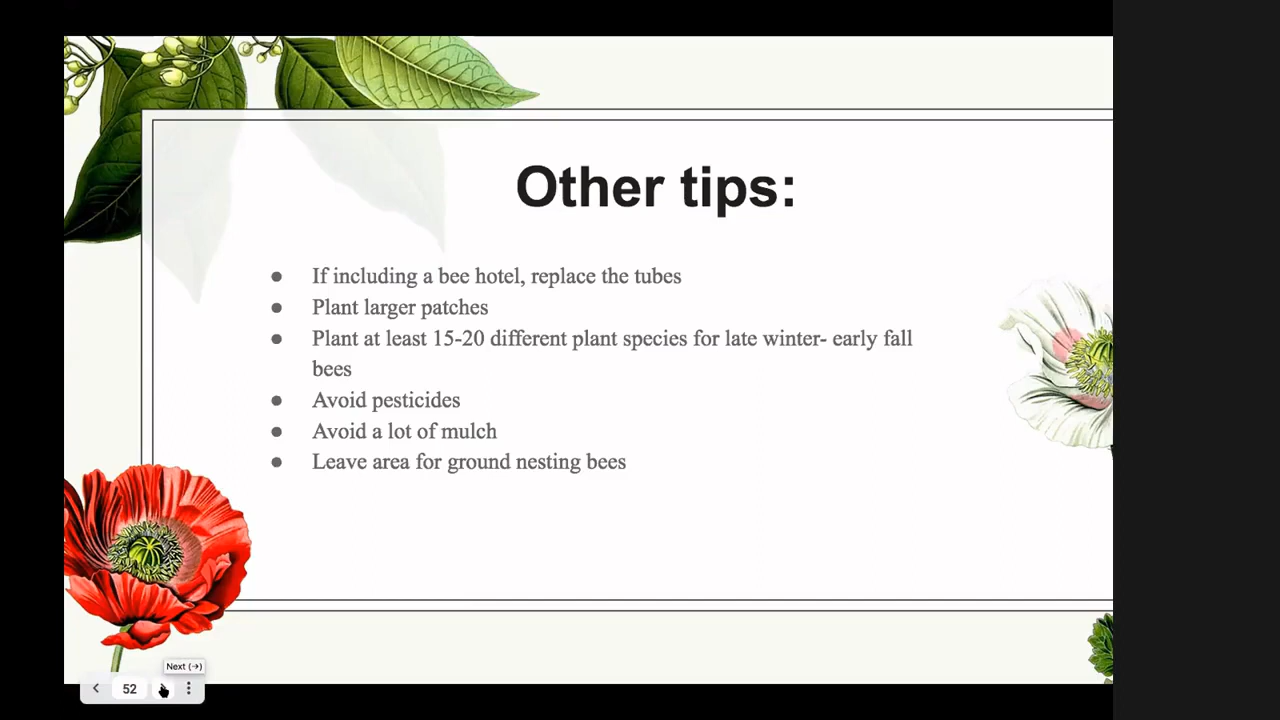 Other tips:
● If including a bee hotel, replace the tubes
● Plant larger patches
● Plant at least 15-20 different plant species for late winter- early fall
bees
● Avoid pesticides
● Avoid a lot of mulch
● Leave area for ground nesting bees
Next (→)
52